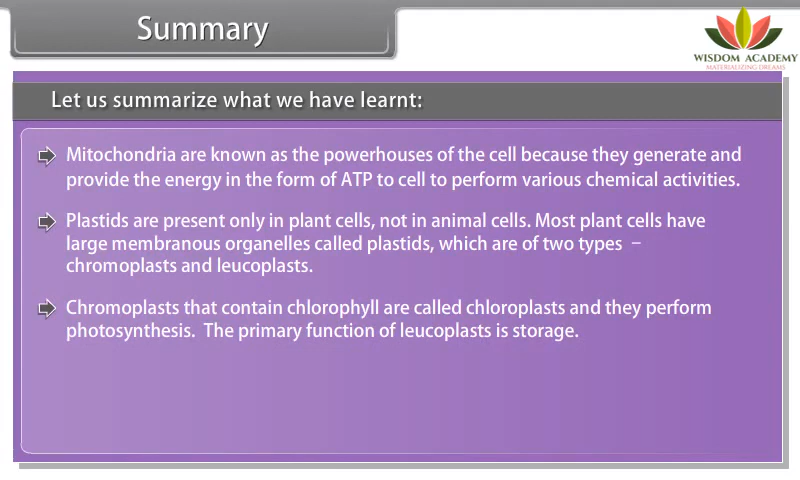 Summary
WISDOM ACADEMY
MATERIALIZING DREAMS
Let us summarize what we have learnt:
Mitochondria are known as the powerhouses of the cell because they generate and
provide the energy in the form of ATP to cell to perform various chemical activities.
Plastids are present only in plant cells, not in animal cells. Most plant cells have
large membranous organelles called plastids, which are of two types –
chromoplasts and leucoplasts.
Chromoplasts that contain chlorophyll are called chloroplasts and they perform
photosynthesis. The primary function of leucoplasts is storage.